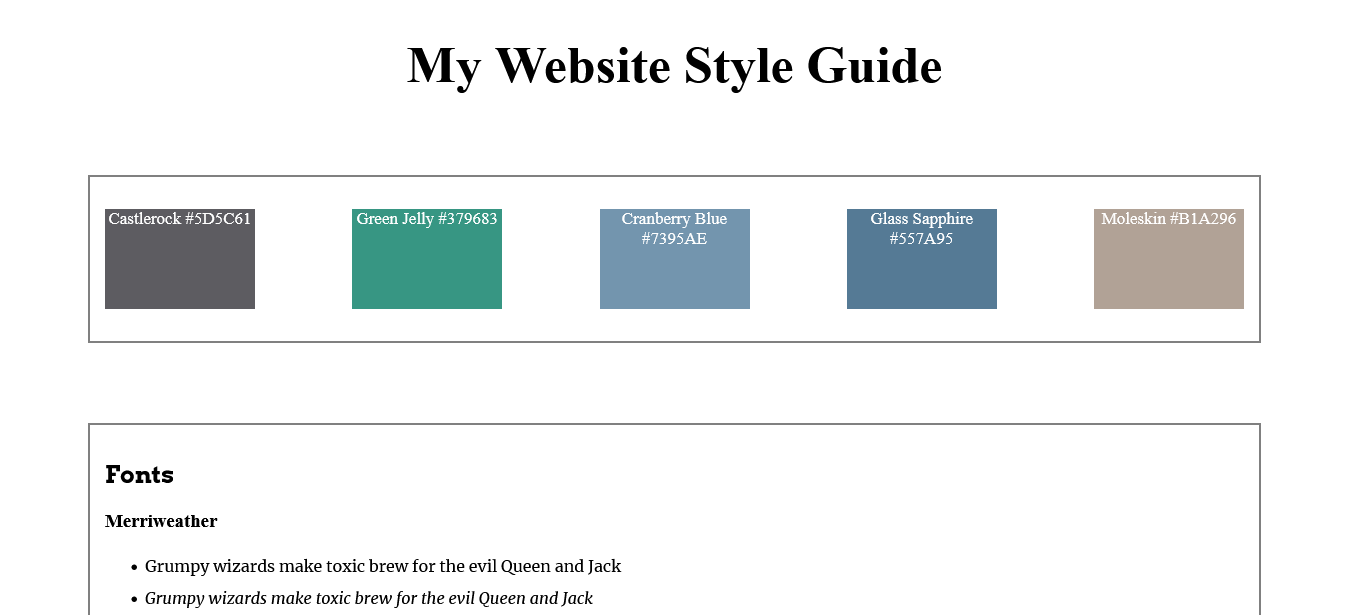 My Website Style Guide
Castlerock #5D5C61
Green Jelly #379683
Cranberry Blue
#7395AE
Glass Sapphire
#557A95
Moleskin #B1A296
Fonts
Merriweather
• Grumpy wizards make toxic brew for the evil Queen and Jack
• Grumpy wizards make toxic brew for the evil Queen and Jack